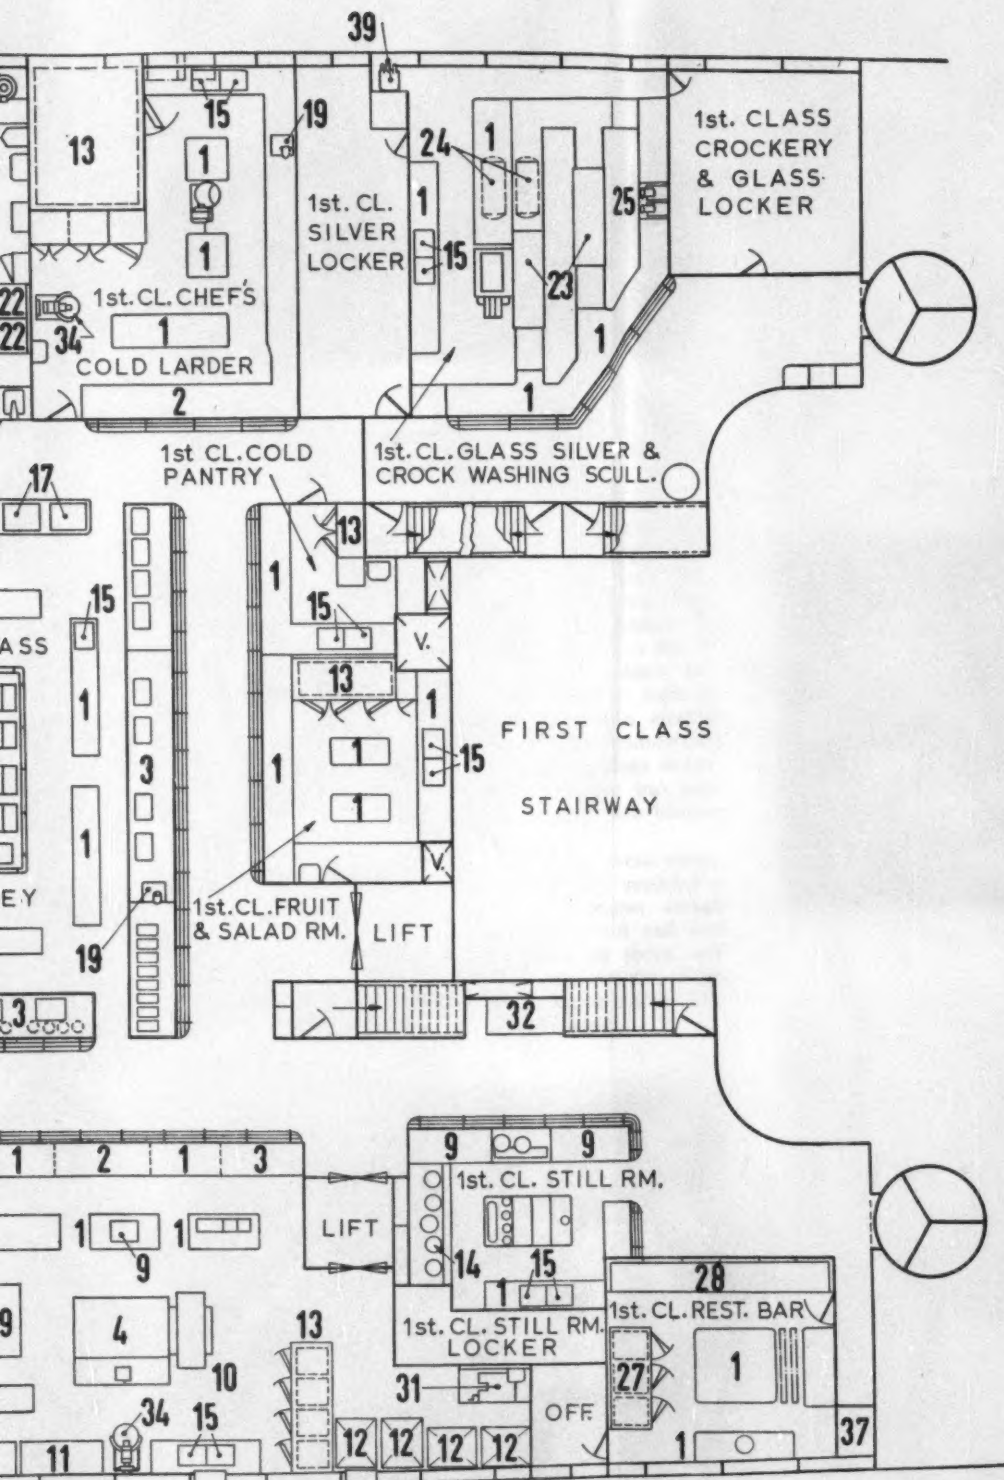 39
15
19
13
1
1
24
25
1st. CLASS
CROCKERY
& GLASS
LOCKER
1st. CL.
SILVER
LOCKER
1
1
15
23
22
22
34
1st. CL. CHEF'S
1
COLD LARDER
2
1
1
1st CL. COLD
PANTRY
1st. CL. GLASS SILVER &
CROCK WASHING SCULL.
17
13
1
15
15
V.
ASS
1
13
1
1
1
15
3
1
1
FIRST CLASS
STAIRWAY
V.
EY
19
1st. CL. FRUIT
& SALAD RM.
LIFT
3
32
1
2
1
3
9
9
1st. CL. STILL RM.
LIFT
1
9
1
14
15
1
28
1st. CL. REST. BAR
9
4
10
13
1st. CL. STILL RM.
LOCKER
27
1
31
OFF.
34
15
11
12
12
12
12
1
37